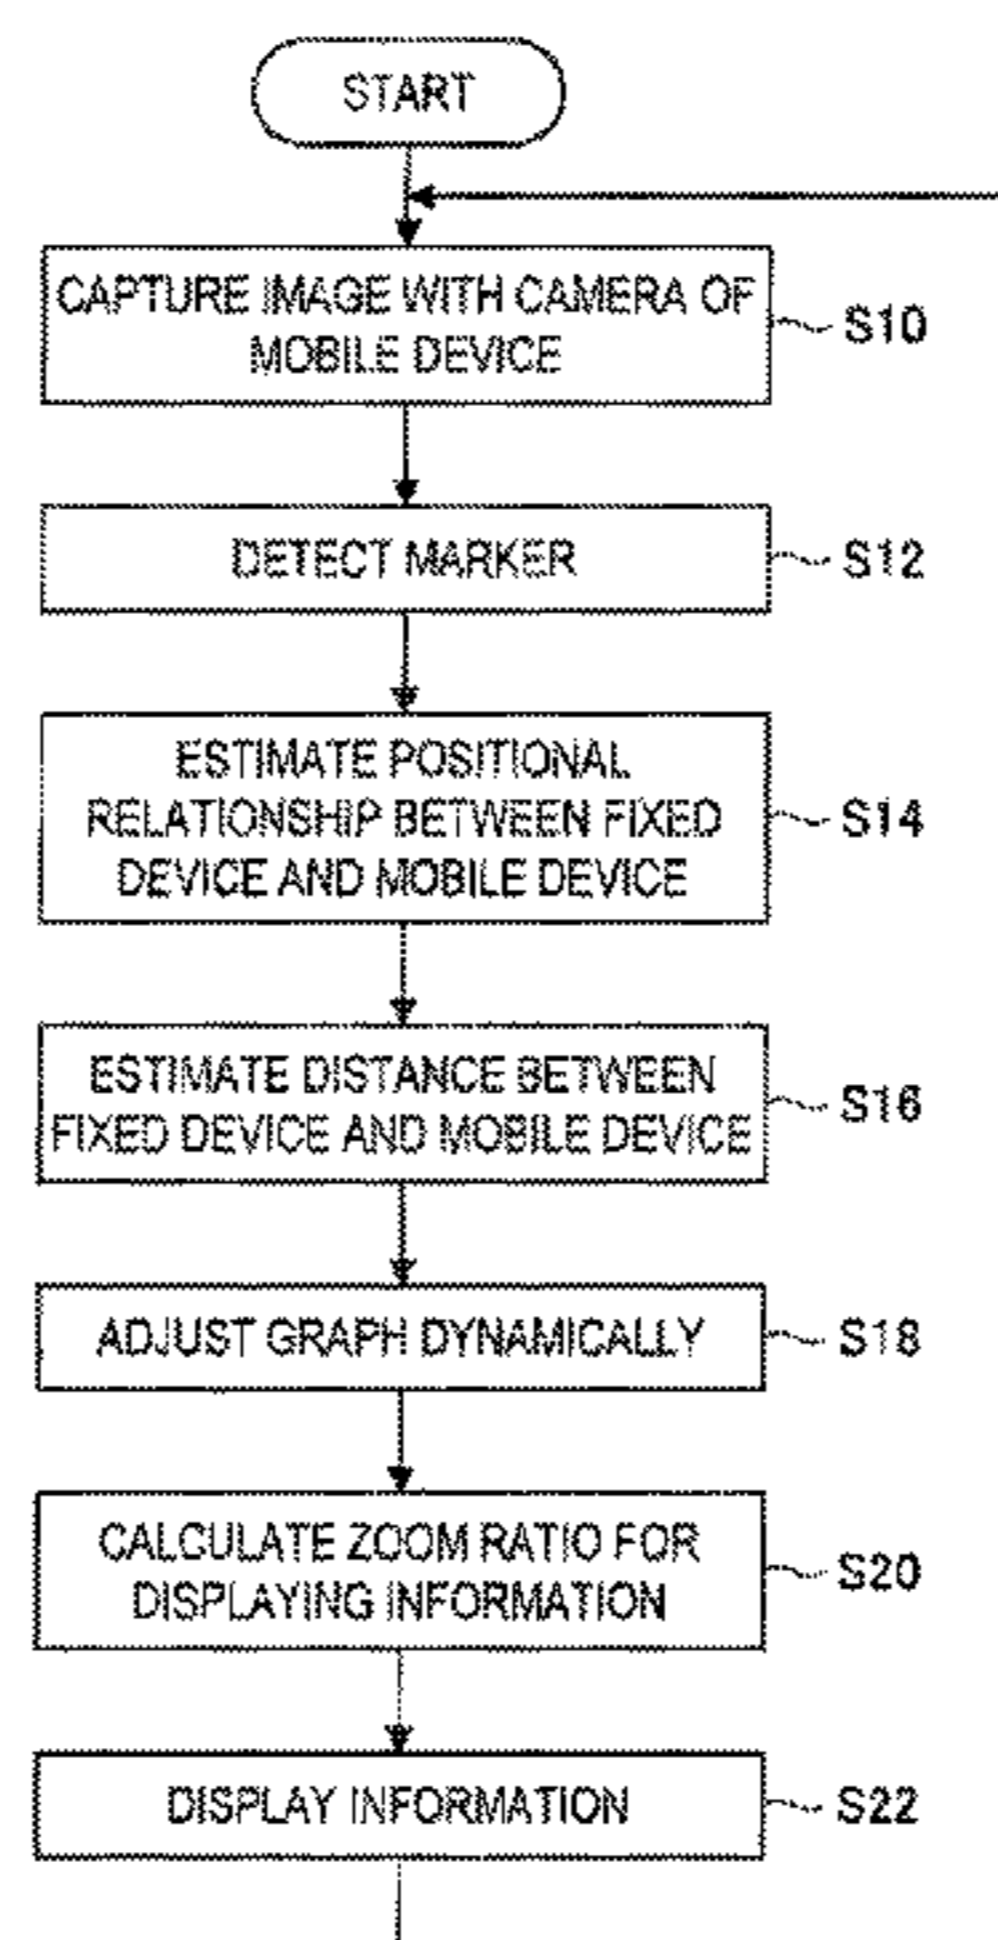 START
CAPTURE IMAGE WITH CAMERA OF
MOBILE DEVICE
S10
DETECT MARKER
S12
ESTIMATE POSITIONAL
RELATIONSHIP BETWEEN FIXED
DEVICE AND MOBILE DEVICE
S14
ESTIMATE DISTANCE BETWEEN
FIXED DEVICE AND MOBILE DEVICE
S16
ADJUST GRAPH DYNAMICALLY
S18
CALCULATE ZOOM RATIO FOR
DISPLAYING INFORMATION
S20
DISPLAY INFORMATION
S22